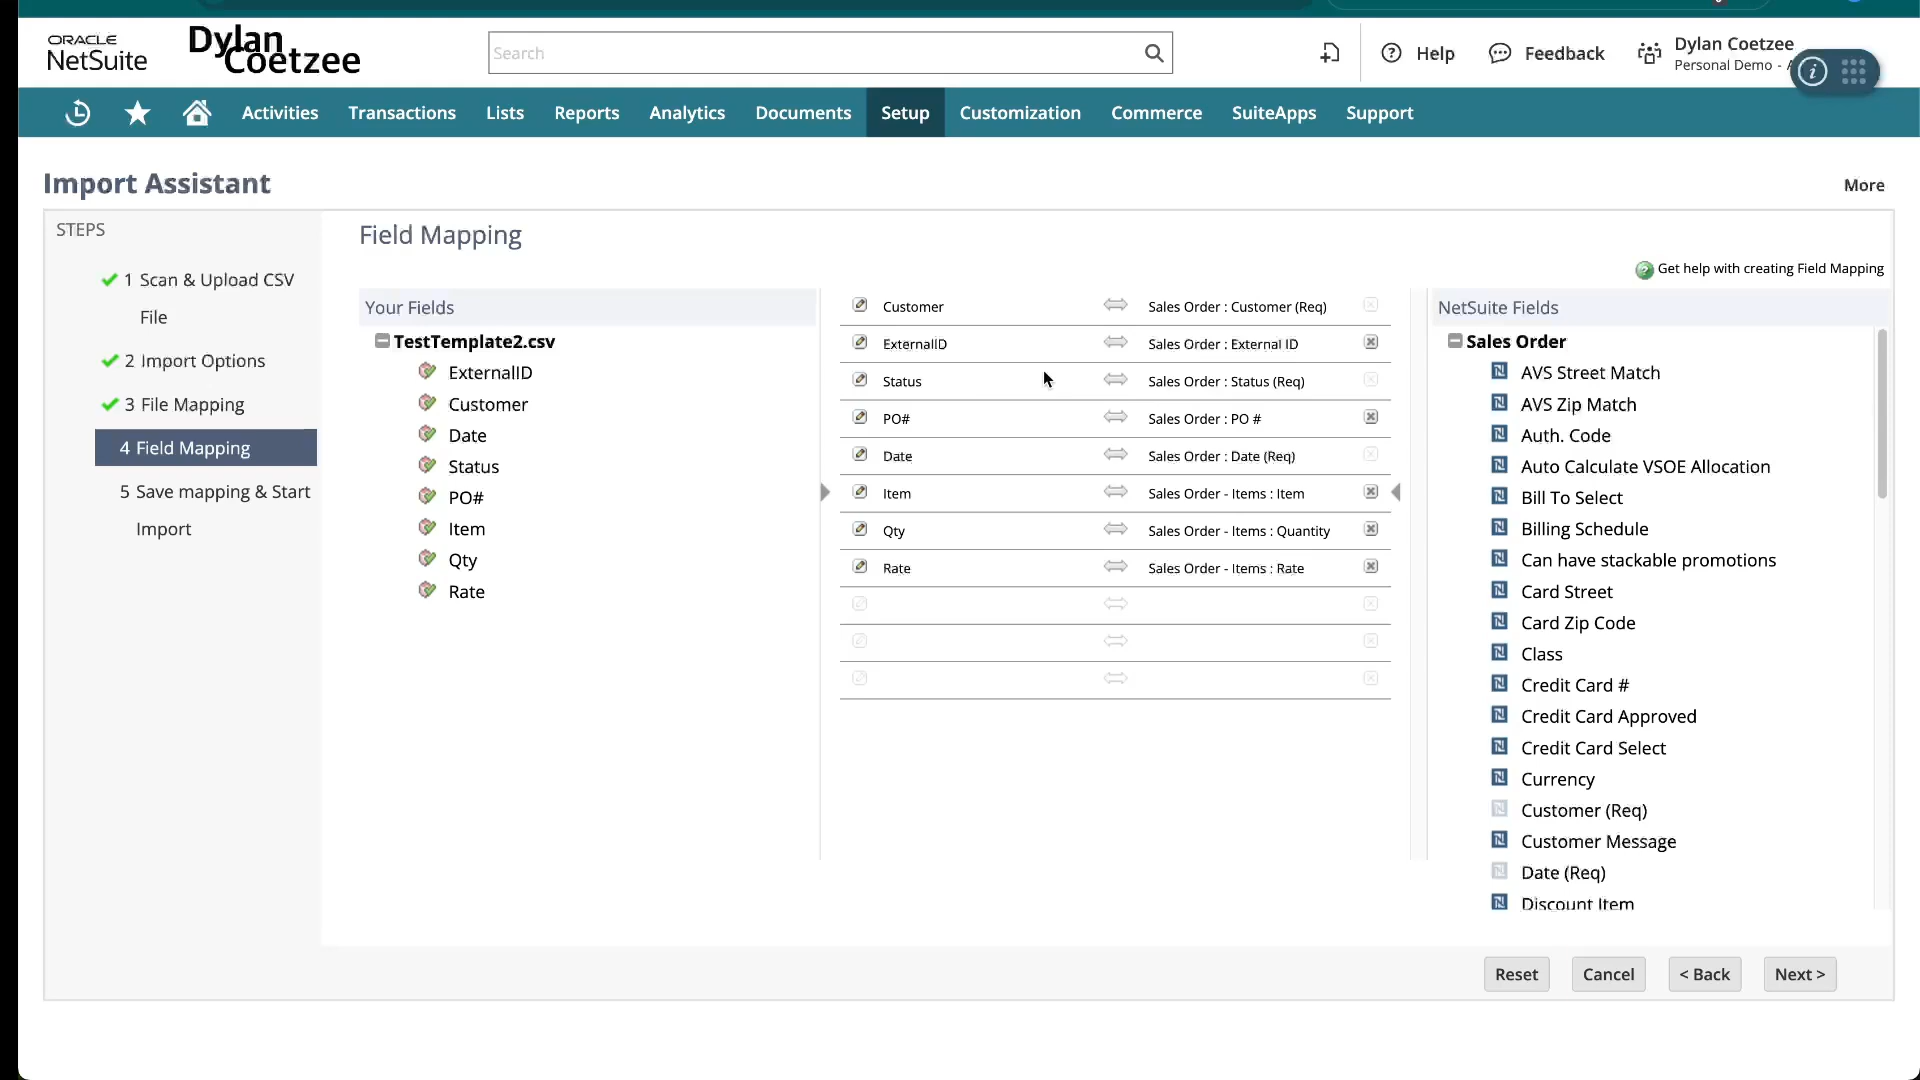 ORACLE
NetSuite
Dylan
Coetzee
Search
Help
Feedback
Dylan Coetzee
Personal Demo -
Activities
Transactions
Lists
Reports
Analytics
Documents
Setup
Customization
Commerce
SuiteApps
Support
Import Assistant
More
STEPS
1 Scan & Upload CSV
File
2 Import Options
3 File Mapping
4 Field Mapping
5 Save mapping & Start
Import
Field Mapping
Get help with creating Field Mapping
Your Fields
TestTemplate2.csv
ExternalID
Customer
Date
Status
PO#
Item
Qty
Rate
Customer Sales Order : Customer (Req)
ExternalID Sales Order : External ID
Status Sales Order : Status (Req)
PO# Sales Order : PO #
Date Sales Order : Date (Req)
Item Sales Order - Items : Item
Qty Sales Order - Items : Quantity
Rate Sales Order - Items : Rate
NetSuite Fields
Sales Order
AVS Street Match
AVS Zip Match
Auth. Code
Auto Calculate VSOE Allocation
Bill To Select
Billing Schedule
Can have stackable promotions
Card Street
Card Zip Code
Class
Credit Card #
Credit Card Approved
Credit Card Select
Currency
Customer (Req)
Customer Message
Date (Req)
Discount Item
Reset
Cancel
< Back
Next >